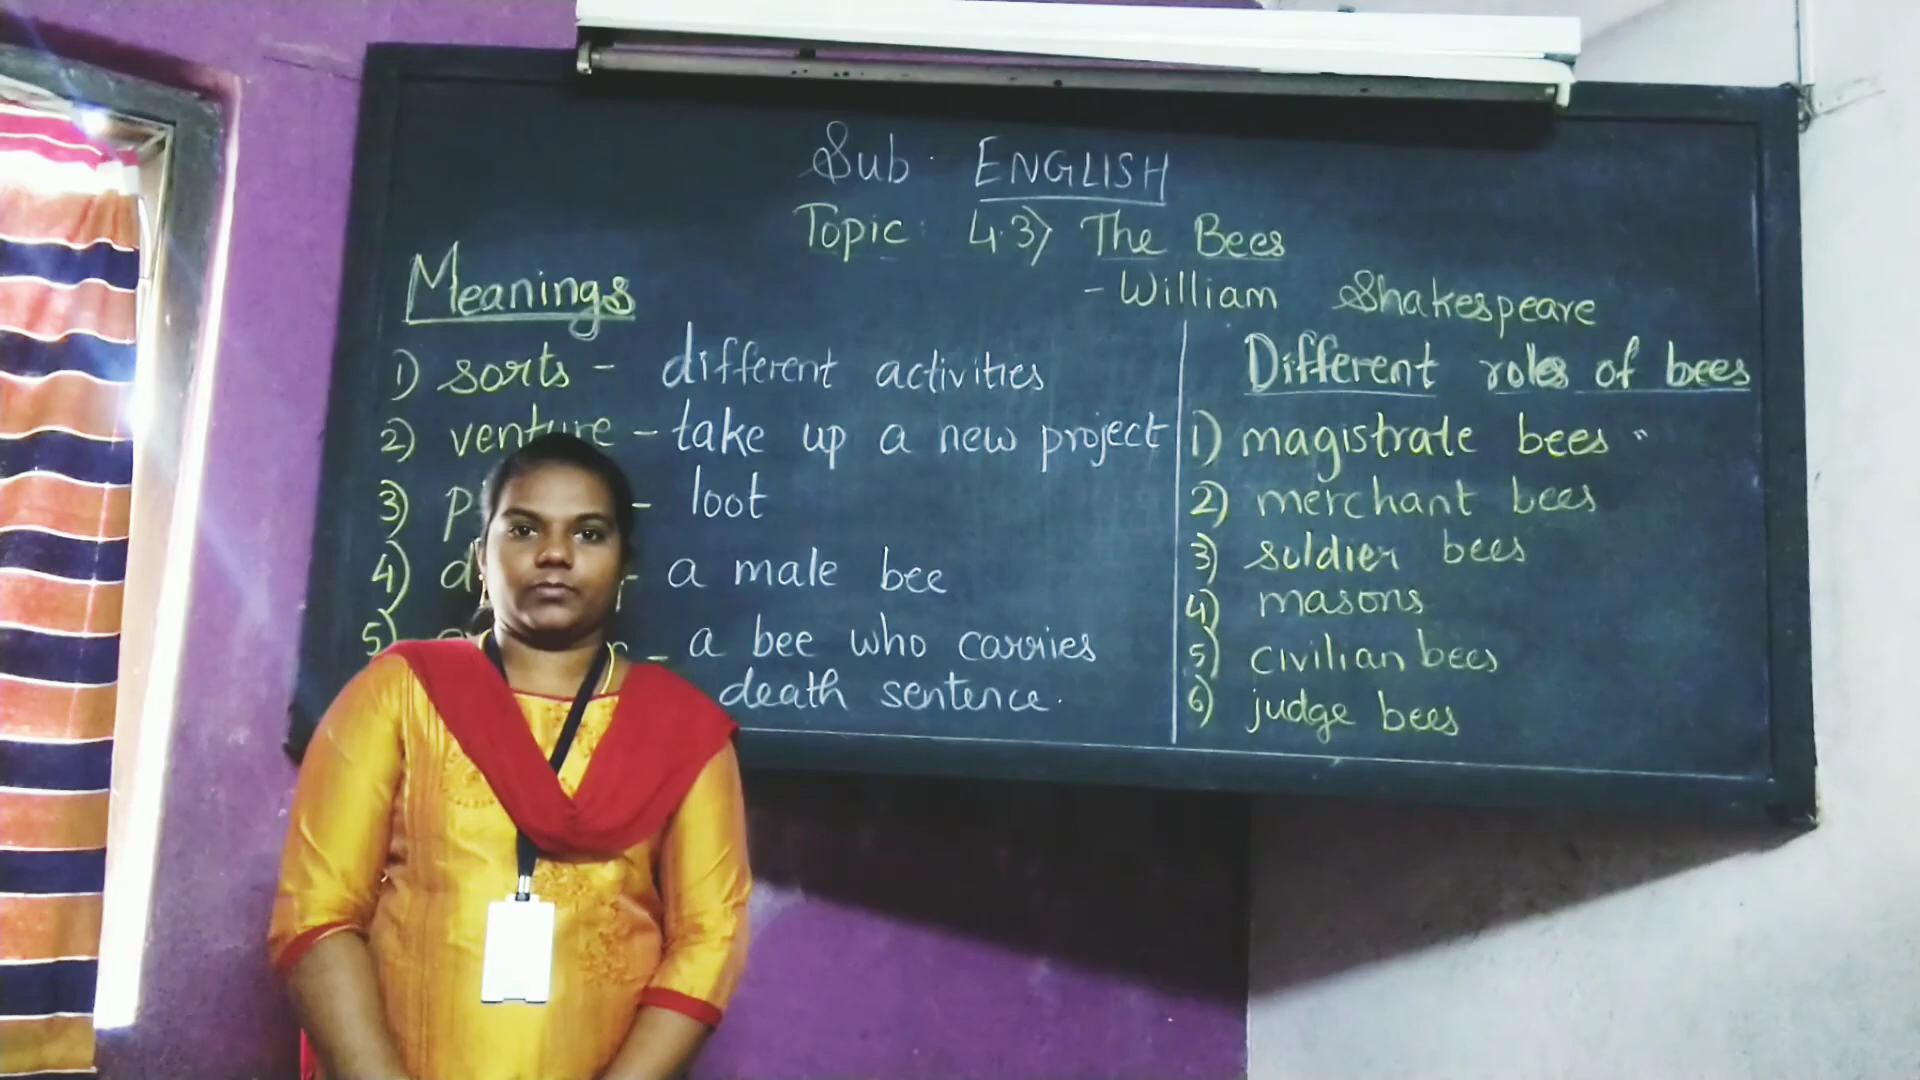 Sub: ENGLISH
Topic: 4.3) The Bees
- William Shakespeare
Meanings
1) sorts - different activities
2) venture - take up a new project
3) - loot
4) - a male bee
5) - a bee who carries
death sentence.
Different roles of bees
1) magistrate bees
2) merchant bees
3) soldier bees
4) masons
5) civilian bees
6) judge bees